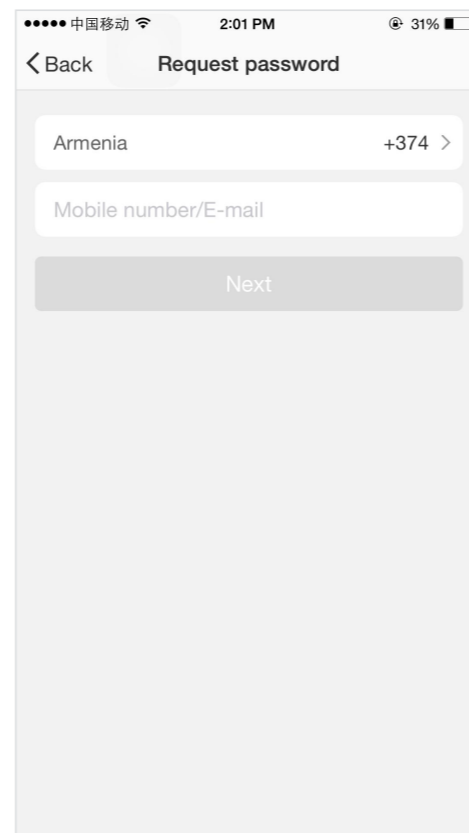 中国移动 2:01 PM 31%
Back Request password
Armenia +374
Mobile number/E-mail
Next